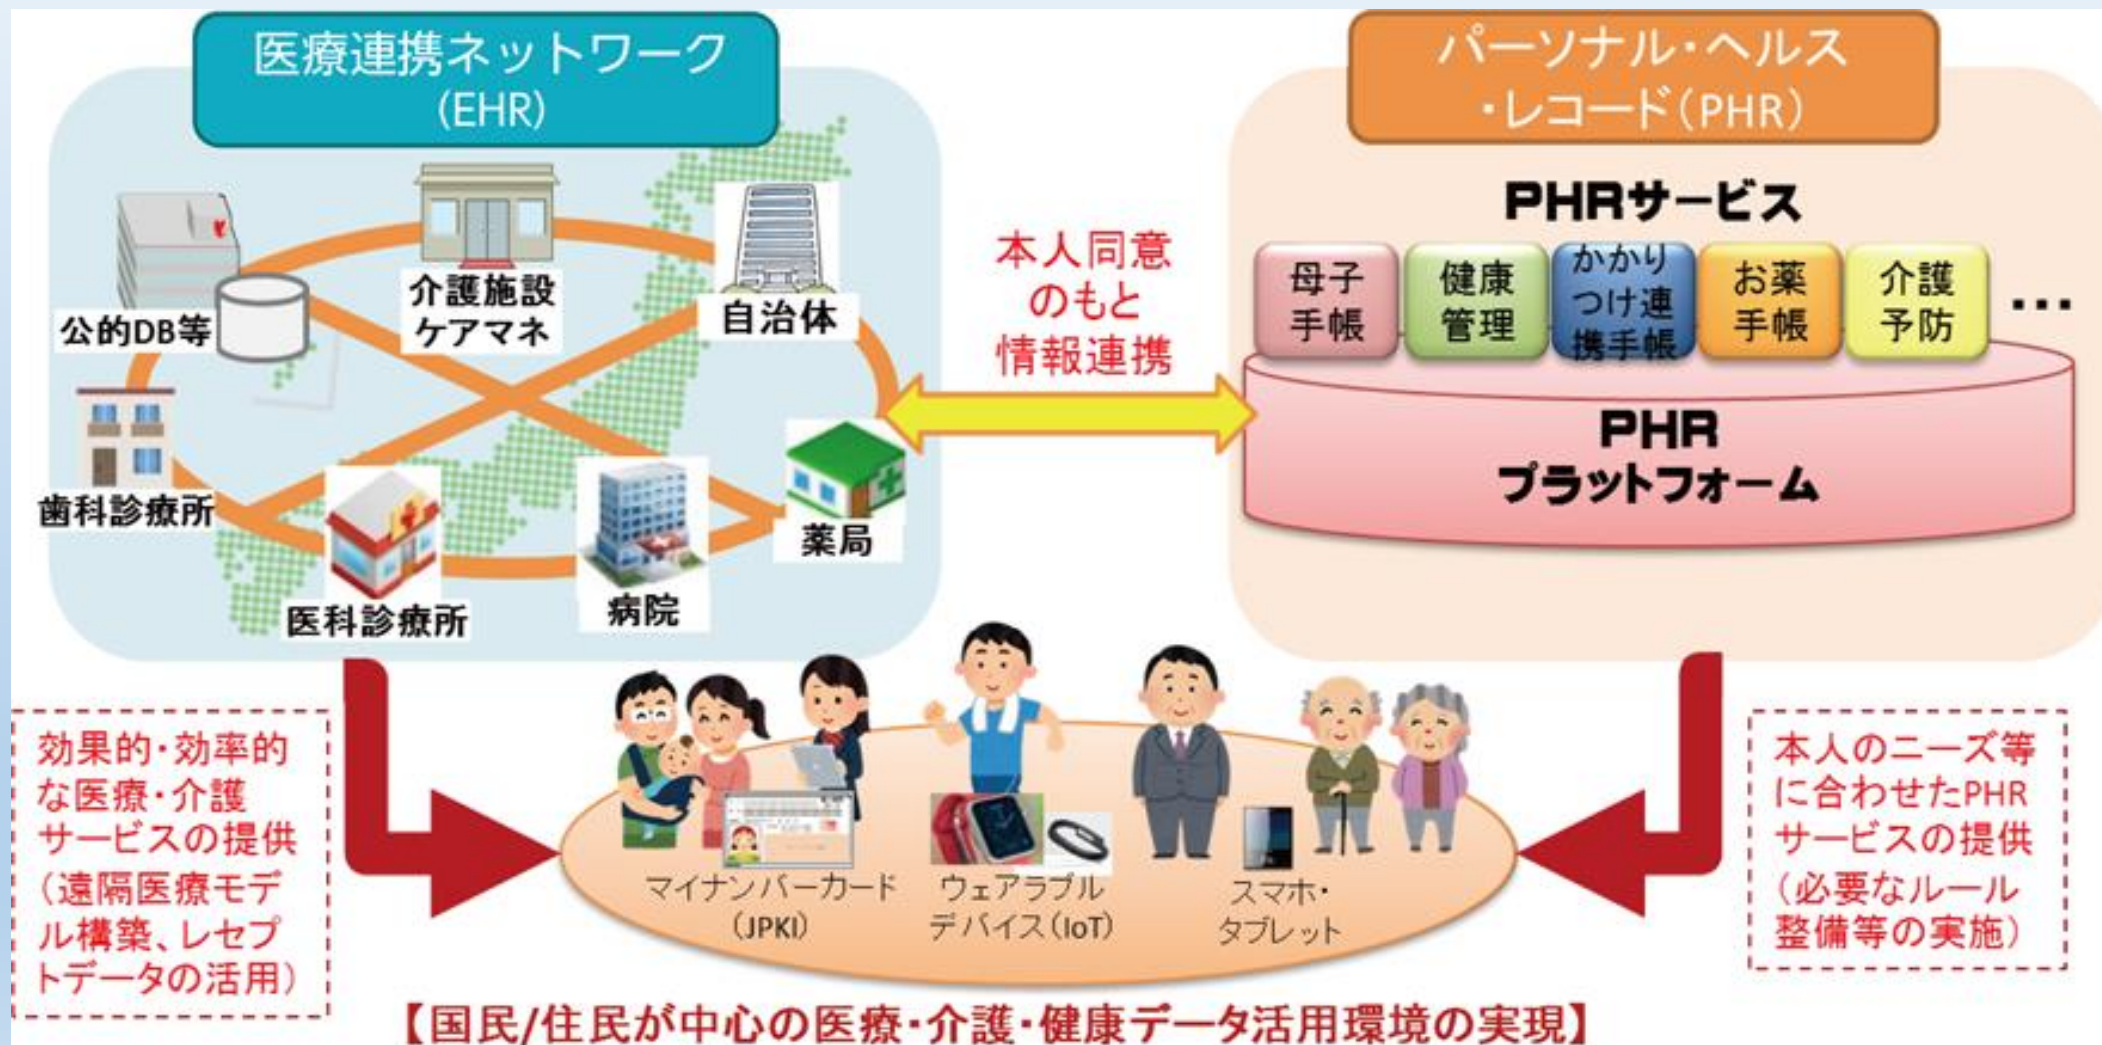 医療連携ネットワーク
(EHR)
パーソナル・ヘルス
・レコード(PHR)
公的DB等
介護施設
ケアマネ
自治体
歯科診療所
医科診療所
病院
薬局
本人同意
のもと
情報連携
PHRサービス
母子
手帳
健康
管理
かかり
つけ連
携手帳
お薬
手帳
介護
予防
…
PHR
プラットフォーム
効果的・効率的
な医療・介護
サービスの提供
(遠隔医療モデ
ル構築、レセプ
トデータの活用)
マイナンバーカード
(JPKI)
ウェアラブル
デバイス(IoT)
スマホ・
タブレット
本人のニーズ等
に合わせたPHR
サービスの提供
(必要なルール
整備等の実施)
【国民/住民が中心の医療・介護・健康データ活用環境の実現】